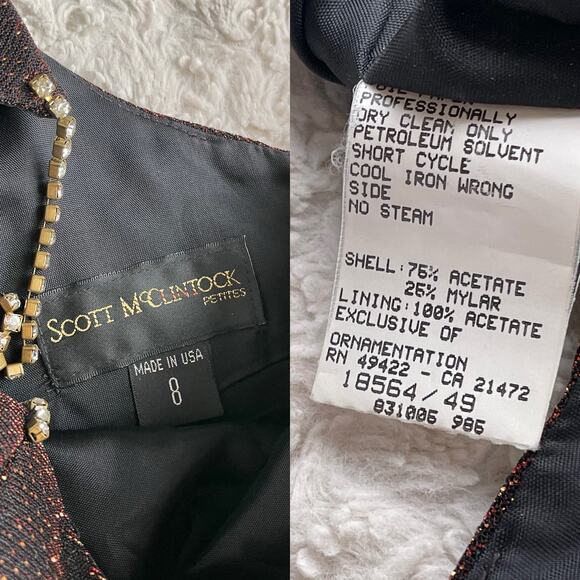 SCOTT MCCLINTOCK
PETITES
MADE IN USA
8
PROFESSIONALLY
DRY CLEAN ONLY
PETROLEUM SOLVENT
SHORT CYCLE
COOL IRON WRONG
SIDE
NO STEAM
SHELL: 75% ACETATE
25% MYLAR
LINING: 100% ACETATE
EXCLUSIVE OF
ORNAMENTATION
RN 49422 - CA 21472
18564/49
831006 986